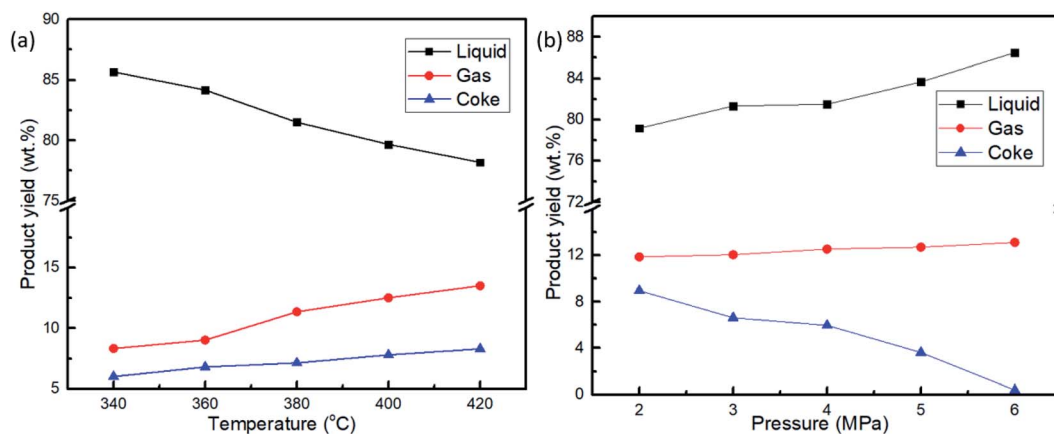 (a)
90
85
80
75
15
10
5
Product yield (wt.%)
Liquid
Gas
Coke
340 360 380 400 420
Temperature (°C)
(b)
88
84
80
76
72
12
8
4
0
Product yield (wt.%)
Liquid
Gas
Coke
2 3 4 5 6
Pressure (MPa)